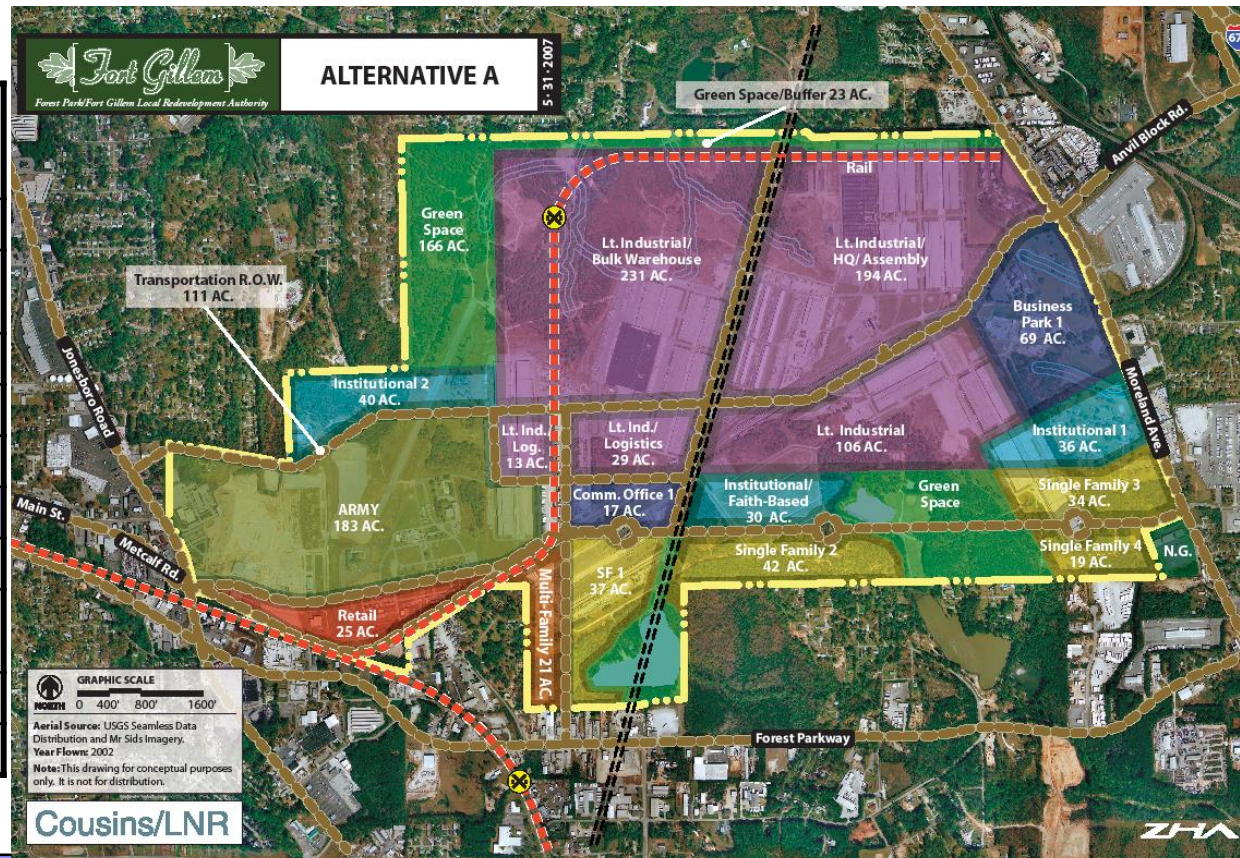 Fort Gillem
Forest Park/Fort Gillem Local Redevelopment Authority
ALTERNATIVE A
5·31·2007
67
Green Space/Buffer 23 AC.
Anvil Block Rd.
Rail
Green
Space
166 AC.
Lt. Industrial/
Bulk Warehouse
231 AC.
Lt. Industrial/
HQ/ Assembly
194 AC.
Transportation R.O.W.
111 AC.
Business
Park 1
69 AC.
Jonesboro Road
Moreland Ave.
Institutional 2
40 AC.
Lt. Ind./
Log.
13 AC.
Lt. Ind./
Logistics
29 AC.
Lt. Industrial
106 AC.
Institutional 1
36 AC.
ARMY
183 AC.
Comm. Office 1
17 AC.
Institutional/
Faith-Based
30 AC.
Green
Space
Single Family 3
34 AC.
Main St.
Metcalf Rd.
SF 1
37 AC.
Single Family 2
42 AC.
Single Family 4
19 AC.
N.G.
Retail
25 AC.
Multi-Family 21 AC
GRAPHIC SCALE
NORTH 0 400' 800' 1600'
Aerial Source: USGS Seamless Data
Distribution and Mr Sids Imagery.
Year Flown: 2002
Note: This drawing for conceptual purposes
only. It is not for distribution.
Forest Parkway
Cousins/LNR
ZHA